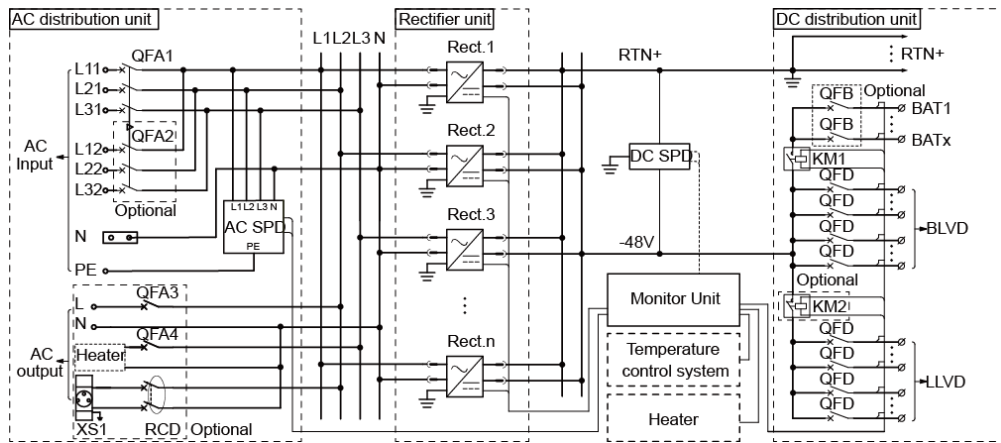 AC distribution unit
Rectifier unit
DC distribution unit
L1 L2 L3 N
Rect.1
RTN+
RTN+
QFA1
L11
L21
L31
QFA2
L12
L22
L32
Optional
AC
Input
N
PE
L1 L2 L3 N
AC SPD
PE
Rect.2
Rect.3
Rect.n
DC SPD
-48V
Monitor Unit
Temperature
control system
Heater
Optional
QFB
BAT1
QFB
BATx
KM1
QFD
QFD
QFD
QFD
BLVD
Optional
KM2
QFD
QFD
QFD
QFD
LLVD
L
QFA3
N
QFA4
Heater
AC
output
XS1
RCD
Optional